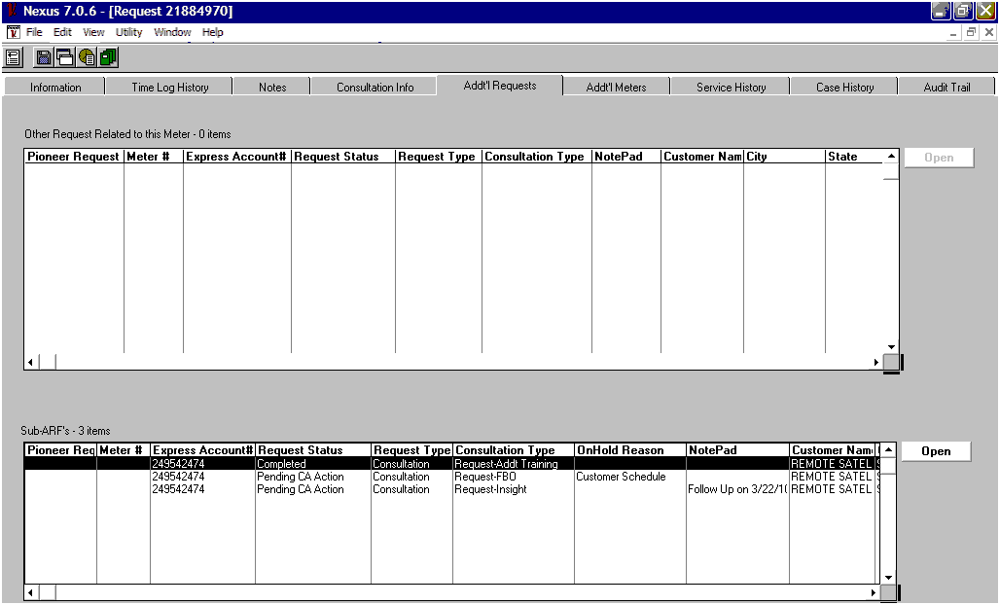 Nexus 7.0.6 - [Request 21884970]
File Edit View Utility Window Help
Information Time Log History Notes Consultation Info Addt'l Requests Addt'l Meters Service History Case History Audit Trail
Other Request Related to this Meter - 0 items
Pioneer Request Meter # Express Account# Request Status Request Type Consultation Type NotePad Customer Nam City State
Open
Sub-ARF's - 3 items
Pioneer Req Meter # Express Account# Request Status Request Type Consultation Type OnHold Reason NotePad Customer Nam
Open
249542474 Completed Consultation Request-Addt Training REMOTE SATEL
249542474 Pending CA Action Consultation Request-FBO Customer Schedule REMOTE SATEL
249542474 Pending CA Action Consultation Request-Insight Follow Up on 3/22/1( REMOTE SATEL